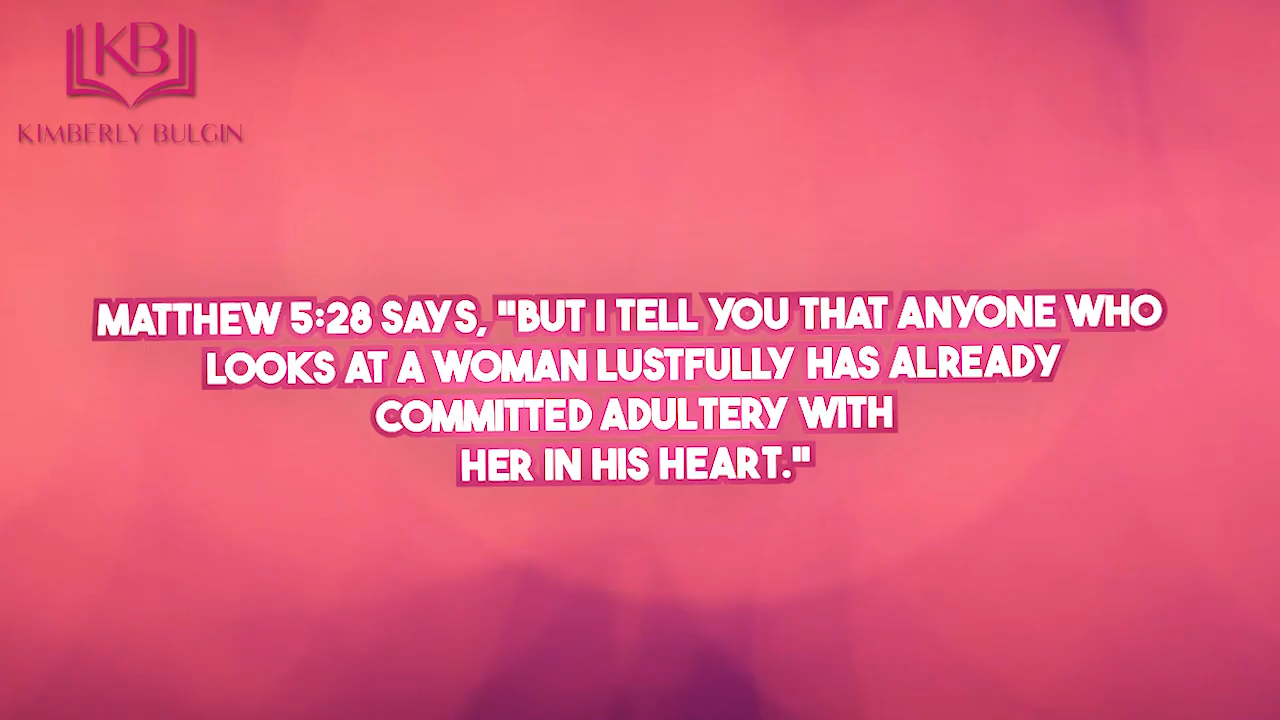 KB
KIMBERLY BULGIN
MATTHEW 5:28 SAYS, "BUT I TELL YOU THAT ANYONE WHO
LOOKS AT A WOMAN LUSTFULLY HAS ALREADY
COMMITTED ADULTERY WITH
HER IN HIS HEART."